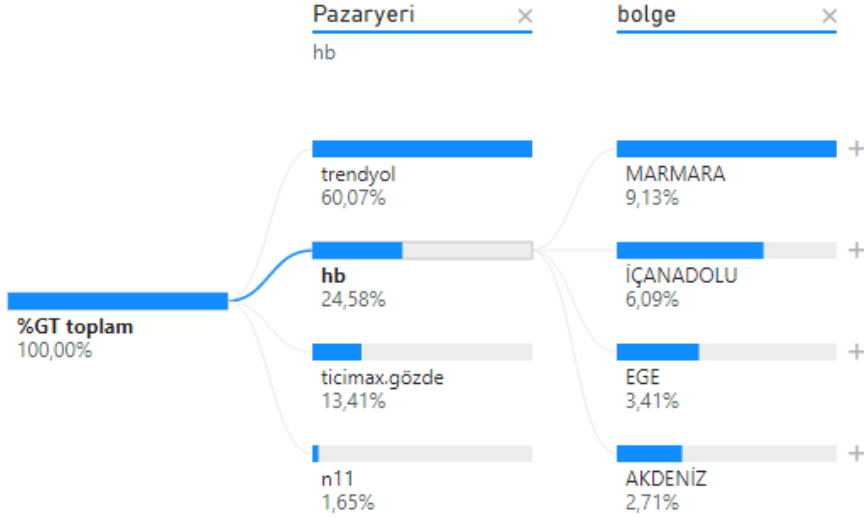 Pazaryeri
hb
bolge
%GT toplam
100,00%
trendyol
60,07%
hb
24,58%
ticimax.gözde
13,41%
n11
1,65%
MARMARA
9,13%
İÇANADOLU
6,09%
EGE
3,41%
AKDENİZ
2,71%